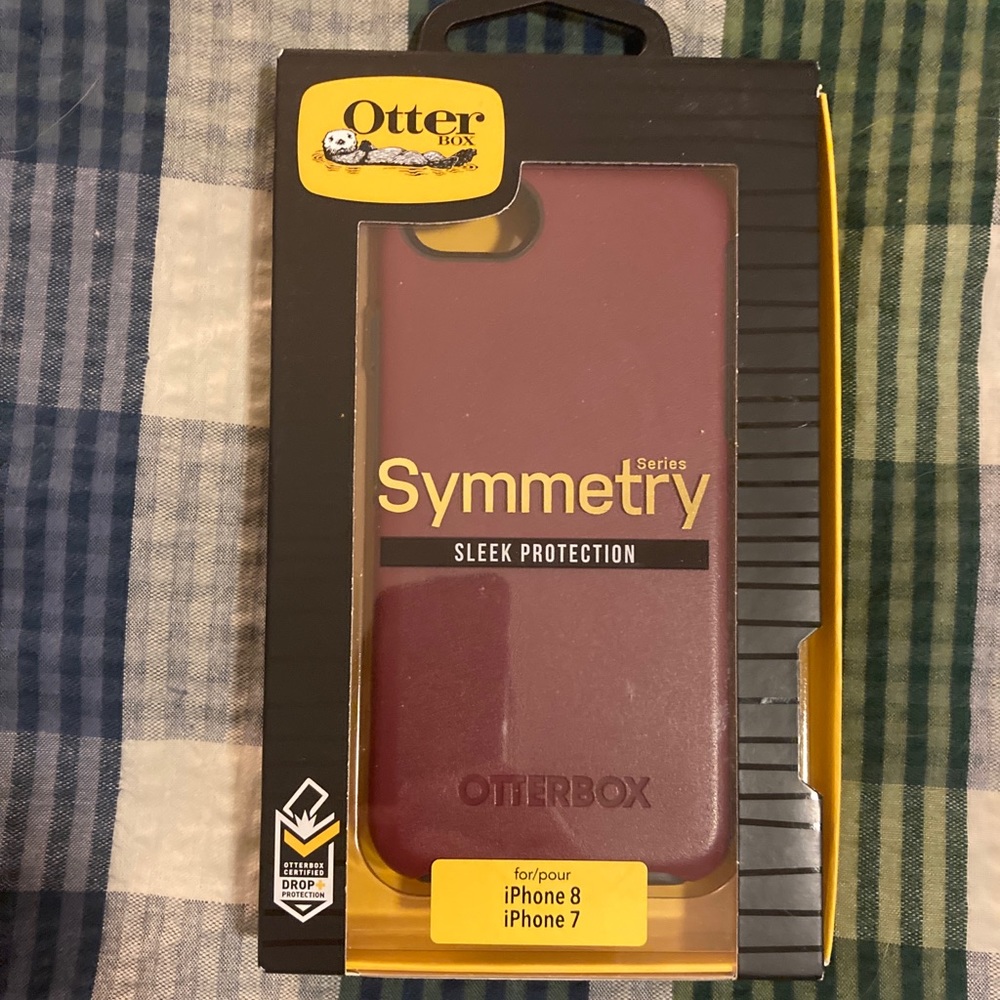 Otter
BOX
Series
Symmetry
SLEEK PROTECTION
OTTERBOX
OTTERBOX
CERTIFIED
DROP+
PROTECTION
for/pour
iPhone 8
iPhone 7